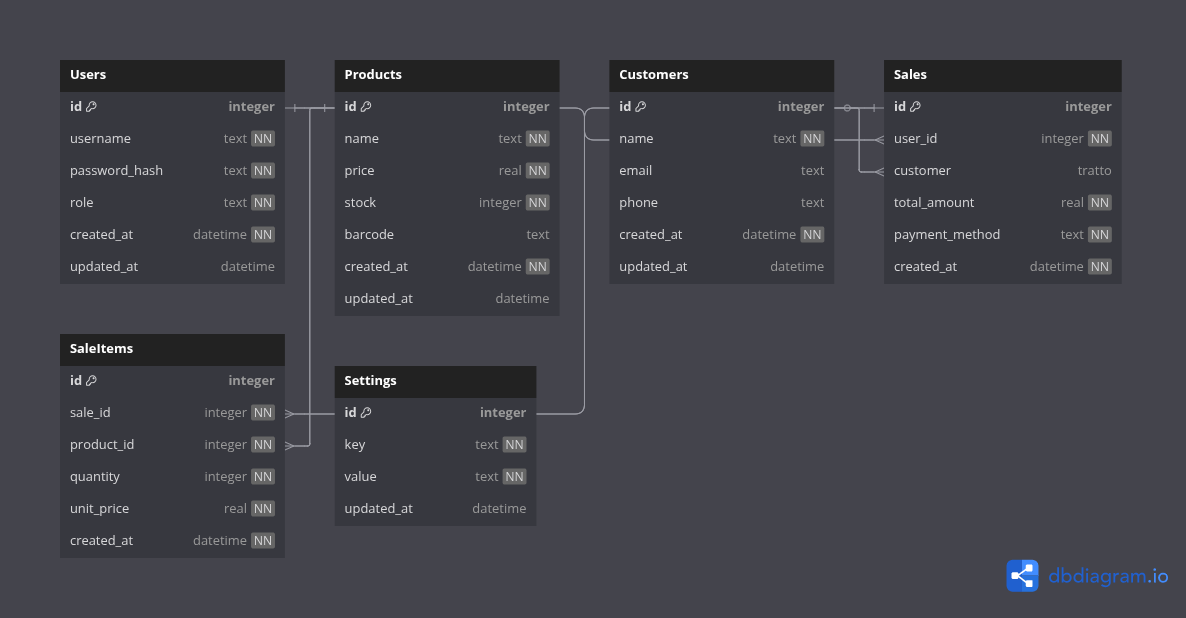 Users
id integer
username text NN
password_hash text NN
role text NN
created_at datetime NN
updated_at datetime
Products
id integer
name text NN
price real NN
stock integer NN
barcode text
created_at datetime NN
updated_at datetime
Customers
id integer
name text NN
email text
phone text
created_at datetime NN
updated_at datetime
Sales
id integer
user_id integer NN
customer tratto
total_amount real NN
payment_method text NN
created_at datetime NN
SaleItems
id integer
sale_id integer NN
product_id integer NN
quantity integer NN
unit_price real NN
created_at datetime NN
Settings
id integer
key text NN
value text NN
updated_at datetime
dbdiagram.io